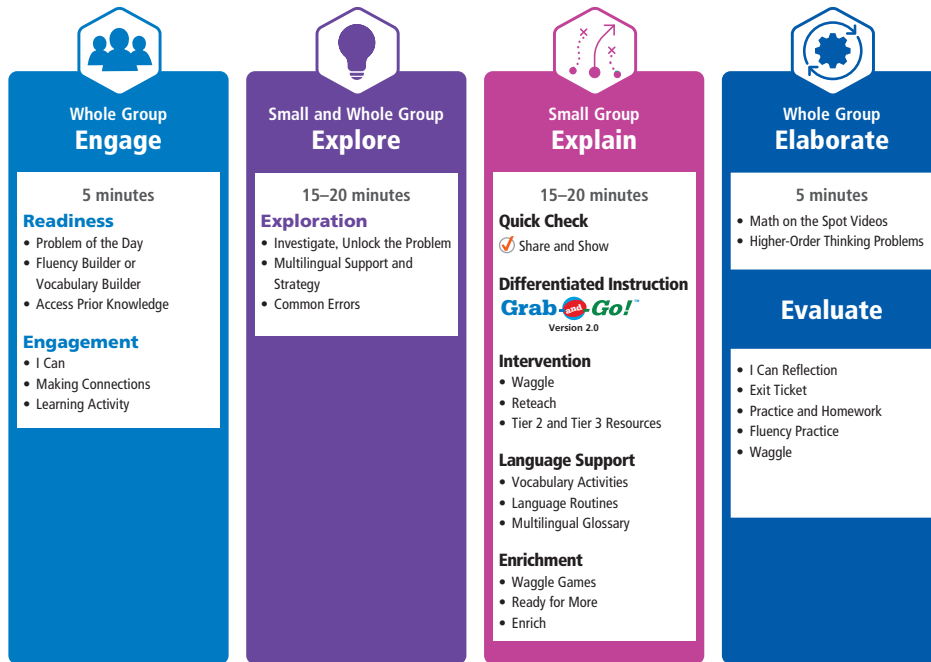 Whole Group
Engage
5 minutes
Readiness
• Problem of the Day
• Fluency Builder or
Vocabulary Builder
• Access Prior Knowledge
Engagement
• I Can
• Making Connections
• Learning Activity
Small and Whole Group
Explore
15–20 minutes
Exploration
• Investigate, Unlock the Problem
• Multilingual Support and
Strategy
• Common Errors
Small Group
Explain
15–20 minutes
Quick Check
Share and Show
Differentiated Instruction
Grab and Go!™
Version 2.0
Intervention
• Waggle
• Reteach
• Tier 2 and Tier 3 Resources
Language Support
• Vocabulary Activities
• Language Routines
• Multilingual Glossary
Enrichment
• Waggle Games
• Ready for More
• Enrich
Whole Group
Elaborate
5 minutes
• Math on the Spot Videos
• Higher-Order Thinking Problems
Evaluate
• I Can Reflection
• Exit Ticket
• Practice and Homework
• Fluency Practice
• Waggle